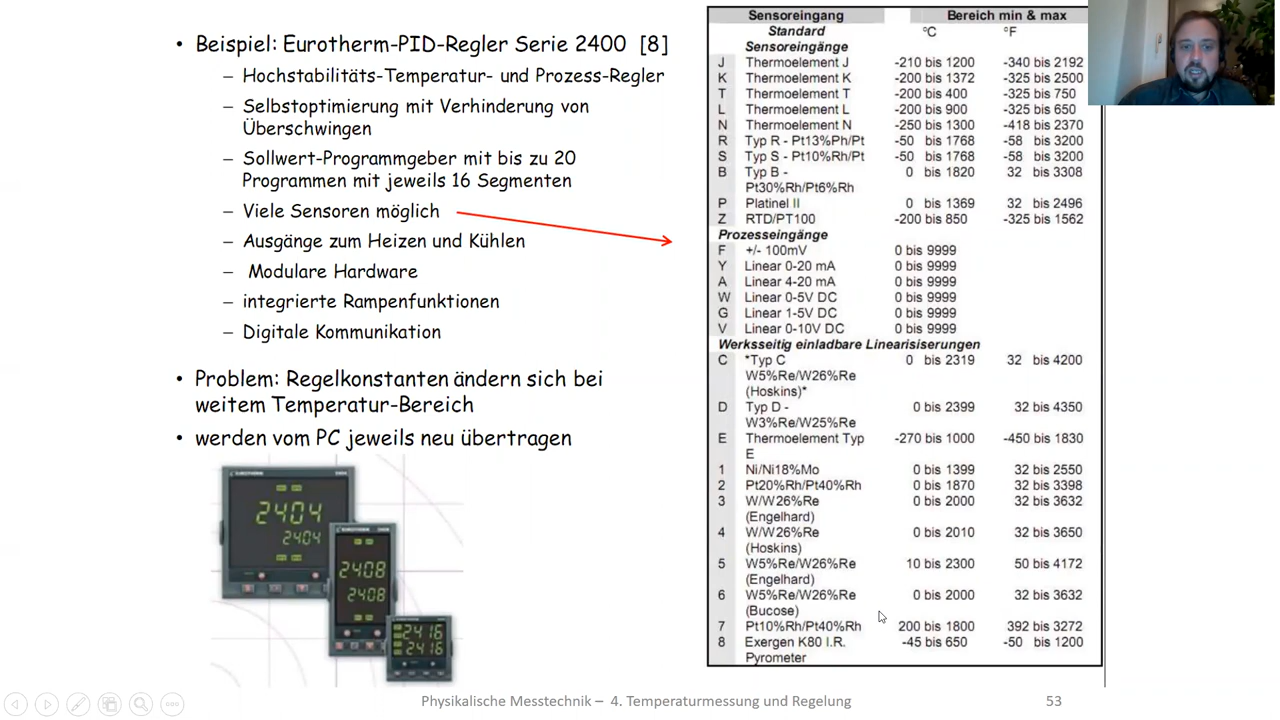 • Beispiel: Eurotherm-PID-Regler Serie 2400 [8]
– Hochstabilitäts-Temperatur- und Prozess-Regler
– Selbstoptimierung mit Verhinderung von
Überschwingen
– Sollwert-Programmgeber mit bis zu 20
Programmen mit jeweils 16 Segmenten
– Viele Sensoren möglich
– Ausgänge zum Heizen und Kühlen
– Modulare Hardware
– integrierte Rampenfunktionen
– Digitale Kommunikation
• Problem: Regelkonstanten ändern sich bei
weitem Temperatur-Bereich
• werden vom PC jeweils neu übertragen
2404
2404
2408
2408
2416
2416
Sensoreingang Bereich min & max
Standard °C °F
Sensoreingänge
J Thermoelement J -210 bis 1200 -340 bis 2192
K Thermoelement K -200 bis 1372 -325 bis 2500
T Thermoelement T -200 bis 400 -325 bis 750
L Thermoelement L -200 bis 900 -325 bis 650
N Thermoelement N -250 bis 1300 -418 bis 2370
R Typ R - Pt13%Ph/Pt -50 bis 1768 -58 bis 3200
S Typ S - Pt10%Rh/Pt -50 bis 1768 -58 bis 3200
B Typ B - 0 bis 1820 32 bis 3308
Pt30%Rh/Pt6%Rh
P Platinel II 0 bis 1369 32 bis 2496
Z RTD/PT100 -200 bis 850 -325 bis 1562
Prozesseingänge
F +/- 100mV 0 bis 9999
Y Linear 0-20 mA 0 bis 9999
A Linear 4-20 mA 0 bis 9999
W Linear 0-5V DC 0 bis 9999
G Linear 1-5V DC 0 bis 9999
V Linear 0-10V DC 0 bis 9999
Werksseitig einladbare Linearisiserungen
C *Typ C 0 bis 2319 32 bis 4200
W5%Re/W26%Re
(Hoskins)*
D Typ D - 0 bis 2399 32 bis 4350
W3%Re/W25%Re
E Thermoelement Typ -270 bis 1000 -450 bis 1830
E
1 Ni/Ni18%Mo 0 bis 1399 32 bis 2550
2 Pt20%Rh/Pt40%Rh 0 bis 1870 32 bis 3398
3 W/W26%Re 0 bis 2000 32 bis 3632
(Engelhard)
4 W/W26%Re 0 bis 2010 32 bis 3650
(Hoskins)
5 W5%Re/W26%Re 10 bis 2300 50 bis 4172
(Engelhard)
6 W5%Re/W26%Re 0 bis 2000 32 bis 3632
(Bucose)
7 Pt10%Rh/Pt40%Rh 200 bis 1800 392 bis 3272
8 Exergen K80 I.R. -45 bis 650 -50 bis 1200
Pyrometer
Physikalische Messtechnik – 4. Temperaturmessung und Regelung 53